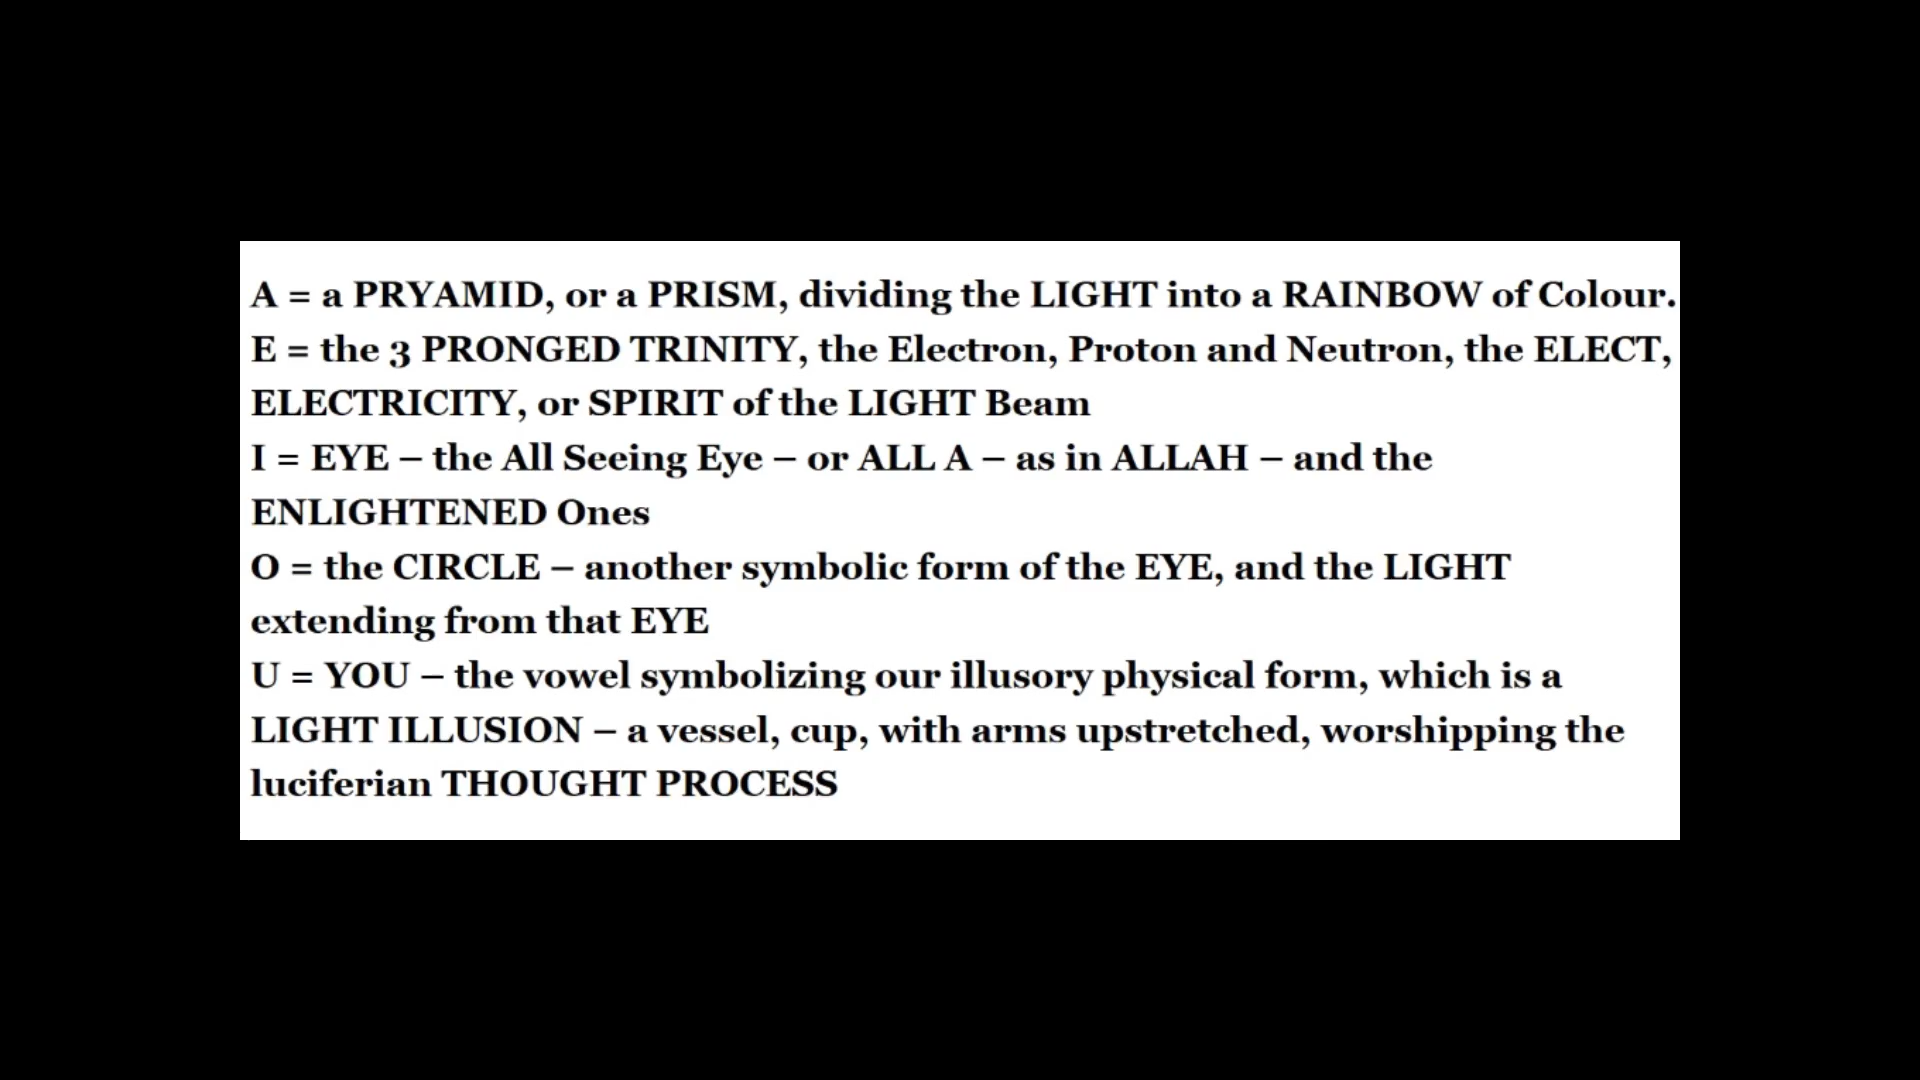 A = a PRYAMID, or a PRISM, dividing the LIGHT into a RAINBOW of Colour.
E = the 3 PRONGED TRINITY, the Electron, Proton and Neutron, the ELECT,
ELECTRICITY, or SPIRIT of the LIGHT Beam
I = EYE – the All Seeing Eye – or ALL A – as in ALLAH – and the
ENLIGHTENED Ones
O = the CIRCLE – another symbolic form of the EYE, and the LIGHT
extending from that EYE
U = YOU – the vowel symbolizing our illusory physical form, which is a
LIGHT ILLUSION – a vessel, cup, with arms upstretched, worshipping the
luciferian THOUGHT PROCESS